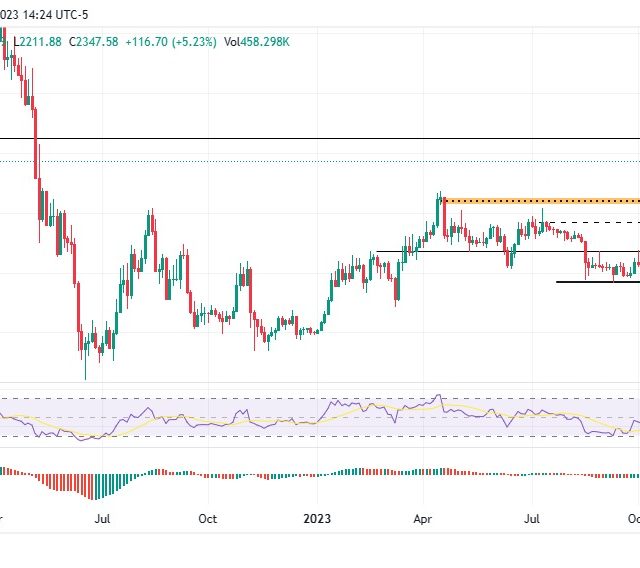 023 14:24 UTC-5
L2211.88 C2347.58 +116.70 (+5.23%) Vol458.298K
Jul Oct 2023 Apr Jul Oc